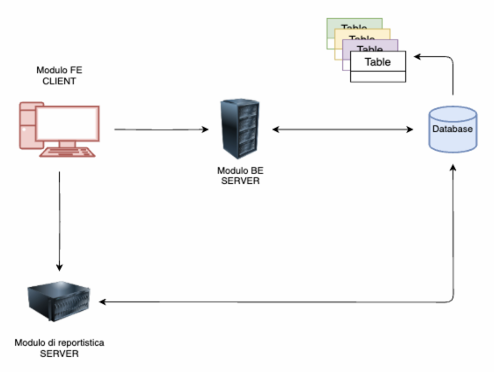 Table
Table
Table
Table
Modulo FE
CLIENT
Database
Modulo BE
SERVER
Modulo di reportistica
SERVER